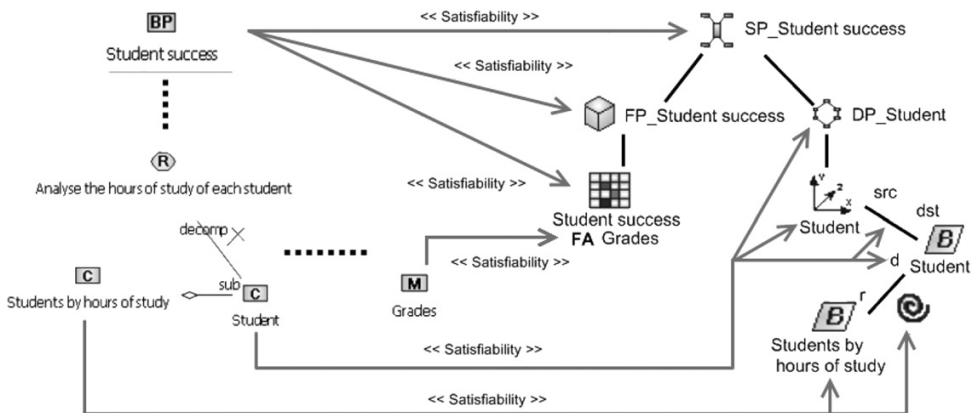 << Satisfiability >>
BP
SP_Student success
Student success
<< Satisfiability >>
FP_Student success
DP_Student
R
Analyse the hours of study of each student
<< Satisfiability >>
Y
Z
X
src
Student success
FA Grades
Student
dst
B
Student
decomp
<< Satisfiability >>
d
C
Students by hours of study
sub
C
Student
M
Grades
r
B
Students by
hours of study
<< Satisfiability >>
<< Satisfiability >>